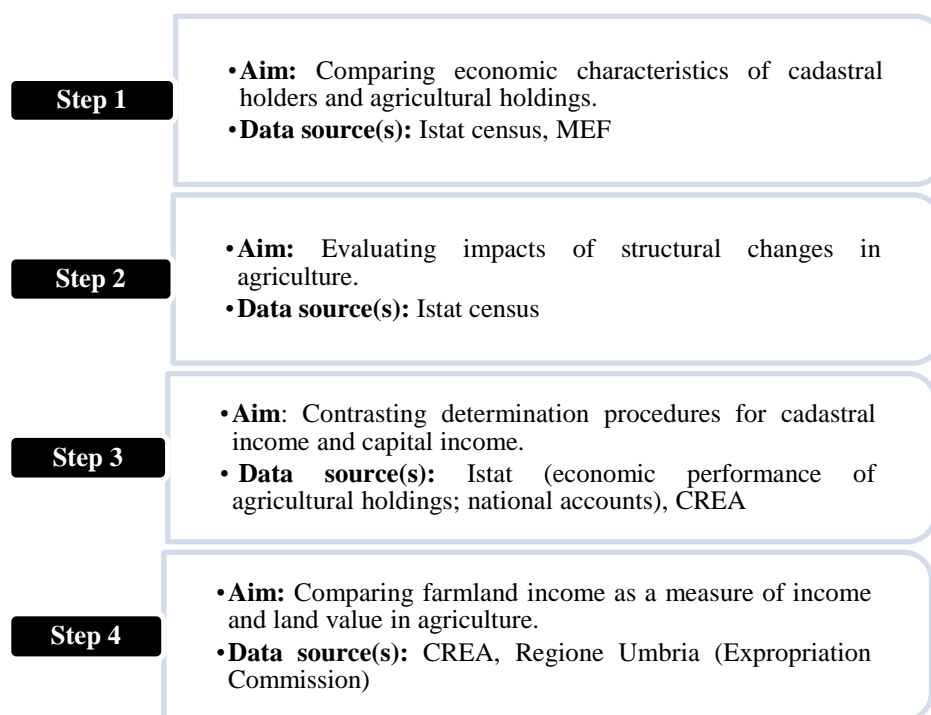 Step 1
•Aim: Comparing economic characteristics of cadastral
holders and agricultural holdings.
•Data source(s): Istat census, MEF
Step 2
•Aim: Evaluating impacts of structural changes in
agriculture.
•Data source(s): Istat census
Step 3
•Aim: Contrasting determination procedures for cadastral
income and capital income.
• Data source(s): Istat (economic performance of
agricultural holdings; national accounts), CREA
Step 4
•Aim: Comparing farmland income as a measure of income
and land value in agriculture.
•Data source(s): CREA, Regione Umbria (Expropriation
Commission)